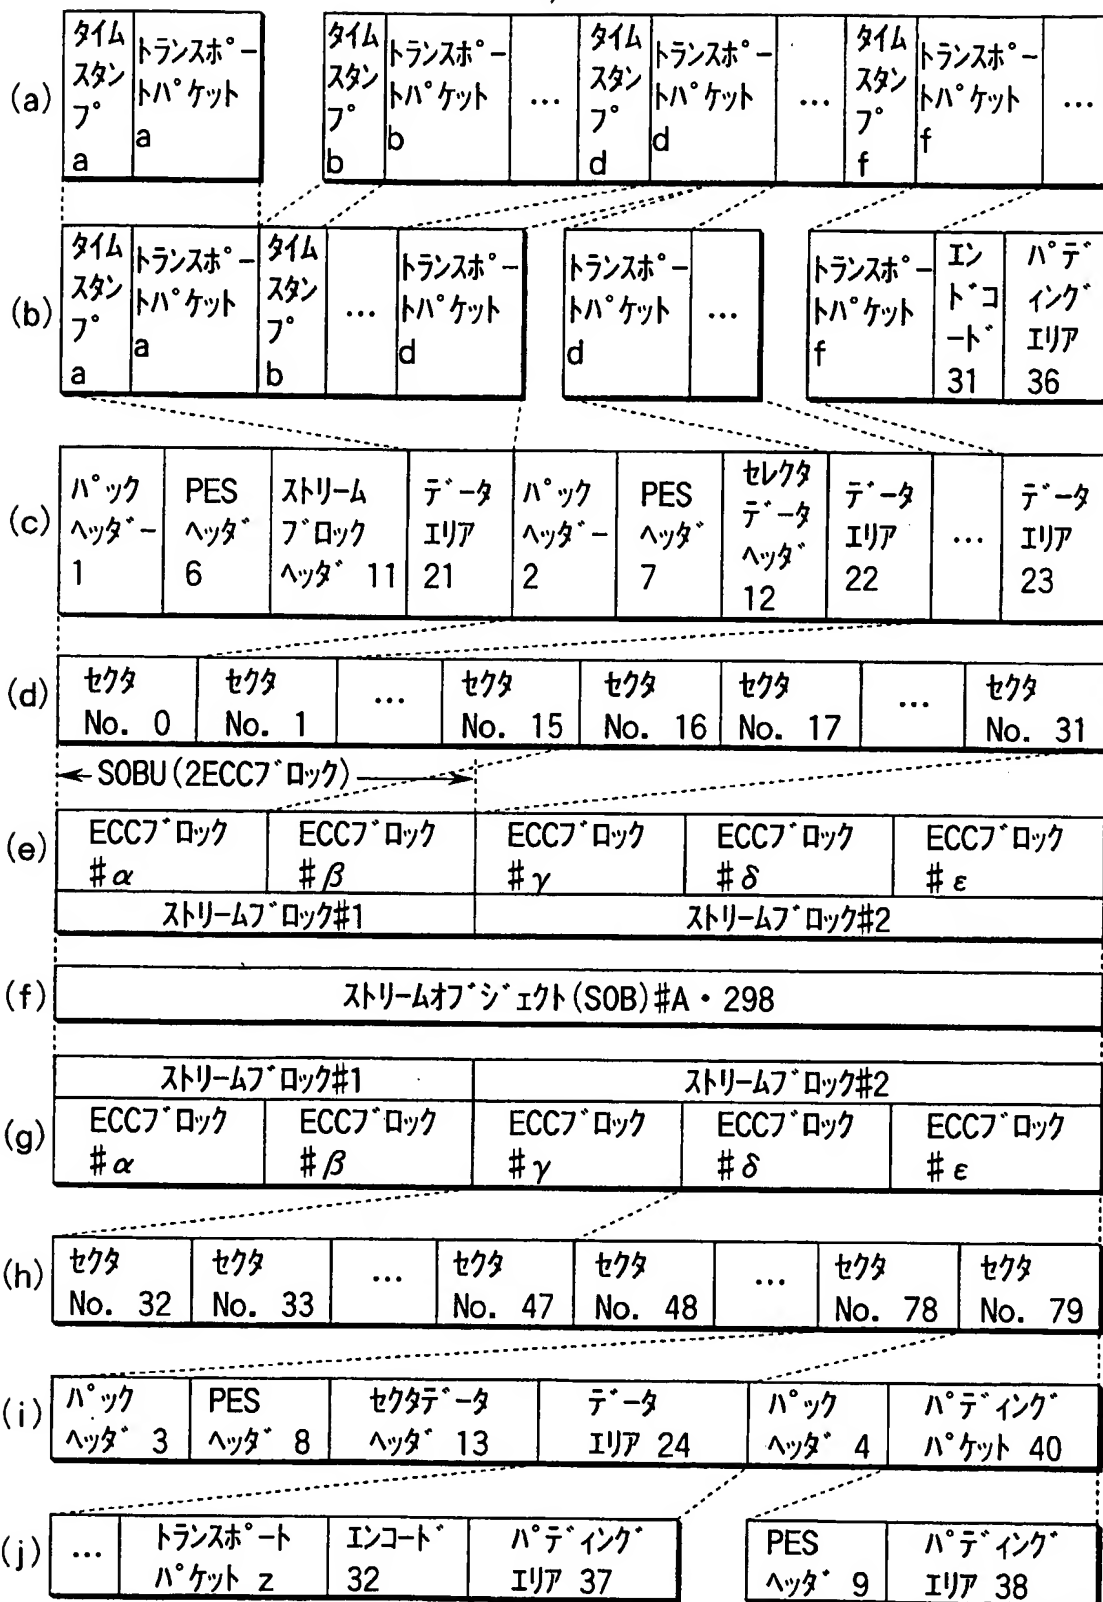 (a)
タイム
スタン
プ
a
トランスポー
トパケット
a
タイム
スタン
プ
b
トランスポー
トパケット
b
...
タイム
スタン
プ
d
トランスポー
トパケット
d
...
タイム
スタン
プ
f
トランスポー
トパケット
f
...
(b)
タイム
スタン
プ
a
トランスポー
トパケット
a
タイム
スタン
プ
b
...
トランスポー
トパケット
d
トランスポー
トパケット
d
...
トランスポー
トパケット
f
エン
ドコ
ード
31
パデ
ィング
エリア
36
(c)
パック
ヘッダー
1
PES
ヘッダ
6
ストリーム
ブロック
ヘッダ 11
データ
エリア
21
パック
ヘッダー
2
PES
ヘッダ
7
セレクタ
データ
ヘッダ
12
データ
エリア
22
...
データ
エリア
23
(d)
セクタ
No. 0
セクタ
No. 1
...
セクタ
No. 15
セクタ
No. 16
セクタ
No. 17
...
セクタ
No. 31
SOBU(2ECCブロック)
(e)
ECCブロック
#α
ECCブロック
#β
ECCブロック
#γ
ECCブロック
#δ
ECCブロック
#ε
ストリームブロック#1
ストリームブロック#2
(f)
ストリームオブジェクト(SOB)#A・298
(g)
ストリームブロック#1
ストリームブロック#2
ECCブロック
#α
ECCブロック
#β
ECCブロック
#γ
ECCブロック
#δ
ECCブロック
#ε
(h)
セクタ
No. 32
セクタ
No. 33
...
セクタ
No. 47
セクタ
No. 48
...
セクタ
No. 78
セクタ
No. 79
(i)
パック
ヘッダ 3
PES
ヘッダ 8
セクタデータ
ヘッダ 13
データ
エリア 24
パック
ヘッダ 4
パディング
パケット 40
(j)
...
トランスポート
パケット z
エンコード
32
パディング
エリア 37
PES
ヘッダ 9
パディング
エリア 38